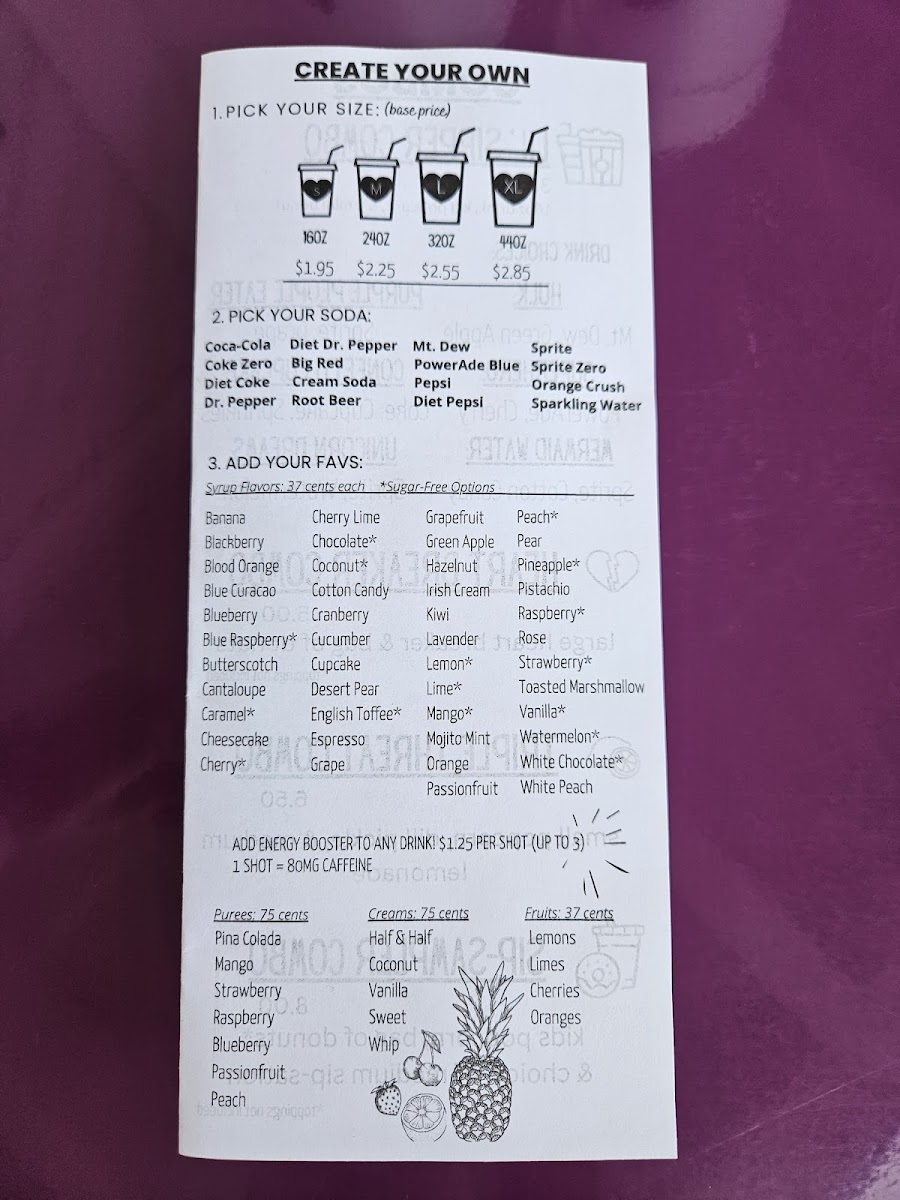 CREATE YOUR OWN
1. PICK YOUR SIZE: (base price)
S M L XL
16OZ 24OZ 32OZ 44OZ
$1.95 $2.25 $2.55 $2.85
2. PICK YOUR SODA:
Coca-Cola Diet Dr. Pepper Mt. Dew Sprite
Coke Zero Big Red PowerAde Blue Sprite Zero
Diet Coke Cream Soda Pepsi Orange Crush
Dr. Pepper Root Beer Diet Pepsi Sparkling Water
3. ADD YOUR FAVS:
Syrup Flavors: 37 cents each *Sugar-Free Options
Banana Cherry Lime Grapefruit Peach*
Blackberry Chocolate* Green Apple Pear
Blood Orange Coconut* Hazelnut Pineapple*
Blue Curacao Cotton Candy Irish Cream Pistachio
Blueberry Cranberry Kiwi Raspberry*
Blue Raspberry* Cucumber Lavender Rose
Butterscotch Cupcake Lemon* Strawberry*
Cantaloupe Desert Pear Lime* Toasted Marshmallow
Caramel* English Toffee* Mango* Vanilla*
Cheesecake Espresso Mojito Mint Watermelon*
Cherry* Grape Orange White Chocolate*
Passionfruit White Peach
ADD ENERGY BOOSTER TO ANY DRINK! $1.25 PER SHOT (UP TO 3)
1 SHOT = 80MG CAFFEINE
Purees: 75 cents Creams: 75 cents Fruits: 37 cents
Pina Colada Half & Half Lemons
Mango Coconut Limes
Strawberry Vanilla Cherries
Raspberry Sweet Oranges
Blueberry Whip
Passionfruit
Peach